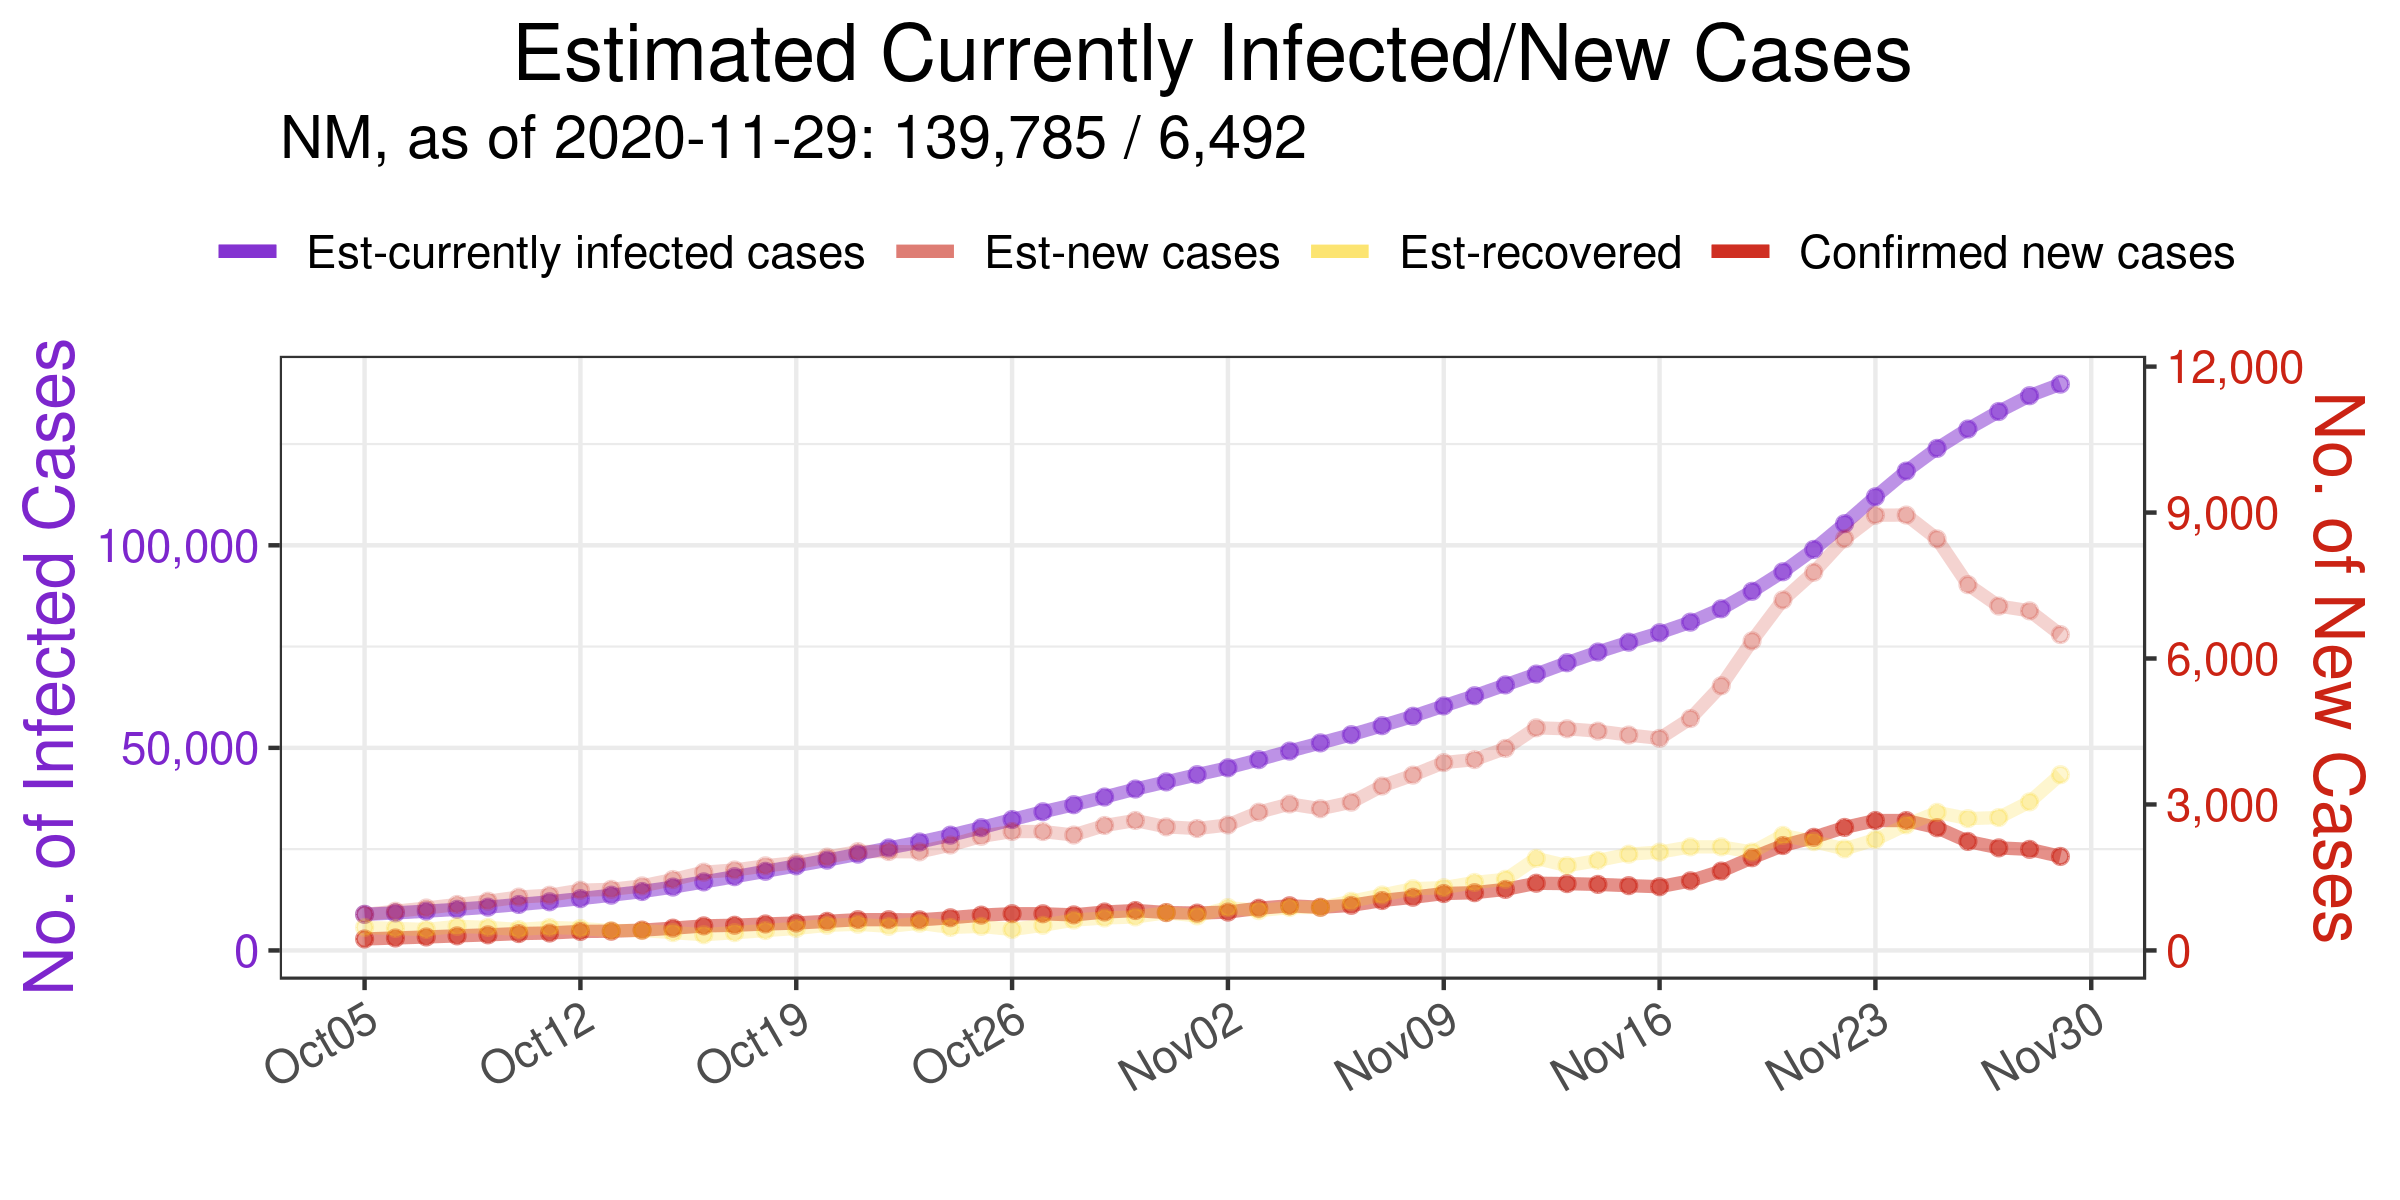 Estimated Currently Infected/New Cases
NM, as of 2020-11-29: 139,785 / 6,492
Est-currently infected cases Est-new cases Est-recovered Confirmed new cases
No. of Infected Cases
100,000
50,000
0
12,000
9,000
6,000
3,000
0
No. of New Cases
Oct05 Oct12 Oct19 Oct26 Nov02 Nov09 Nov16 Nov23 Nov30